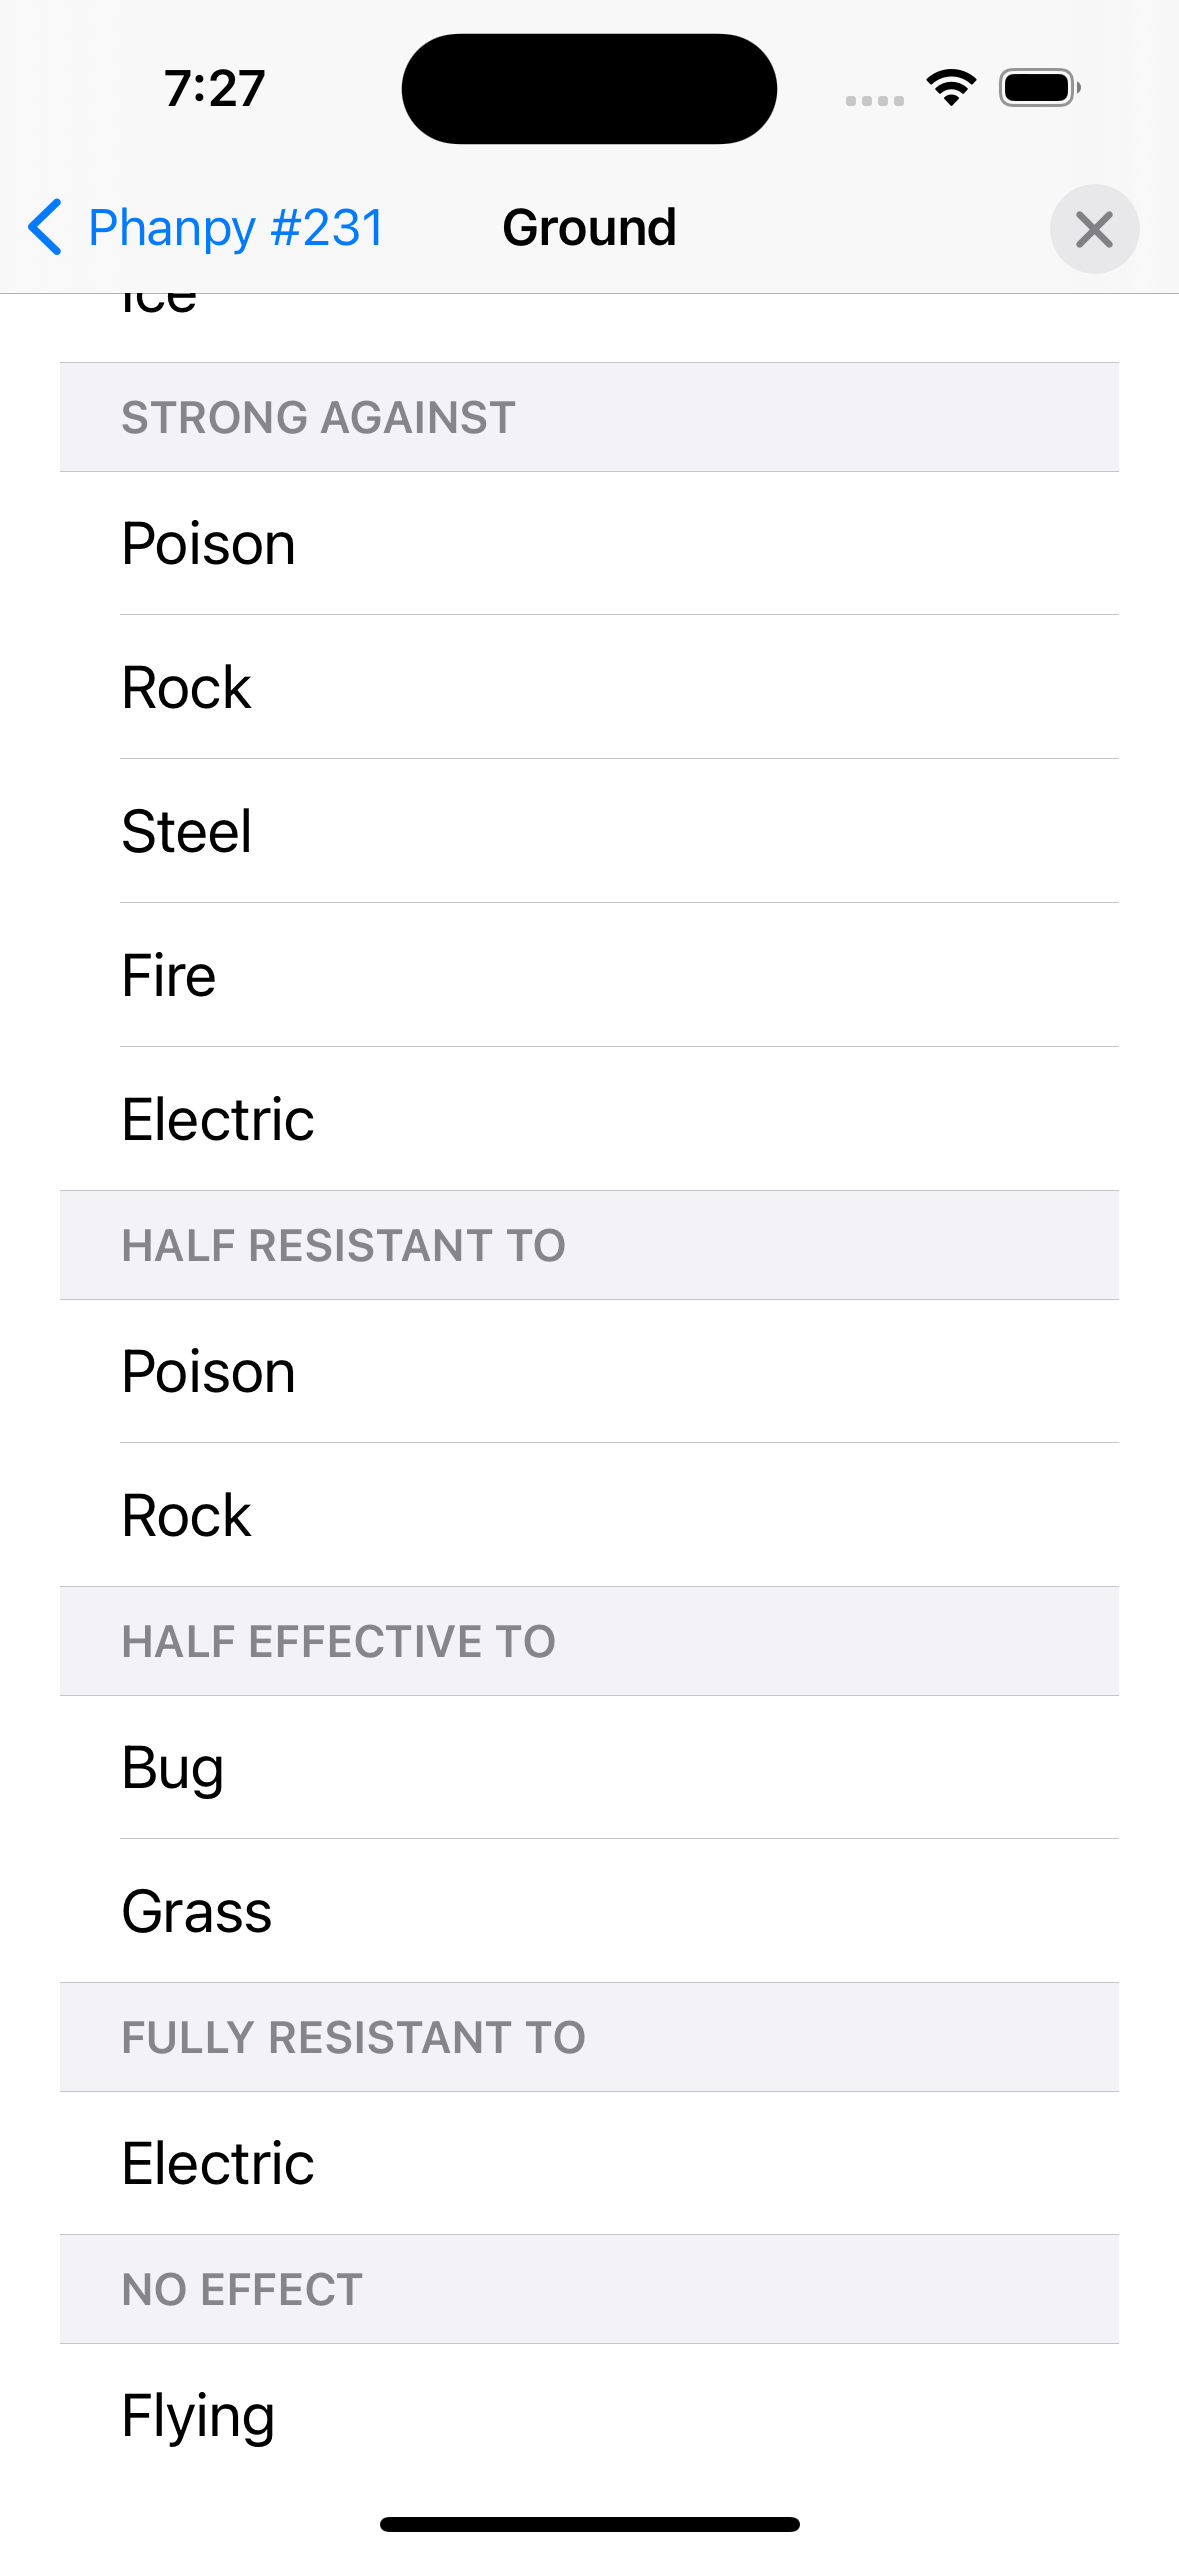 7:27
Phanpy #231
Ground
Ice
STRONG AGAINST
Poison
Rock
Steel
Fire
Electric
HALF RESISTANT TO
Poison
Rock
HALF EFFECTIVE TO
Bug
Grass
FULLY RESISTANT TO
Electric
NO EFFECT
Flying